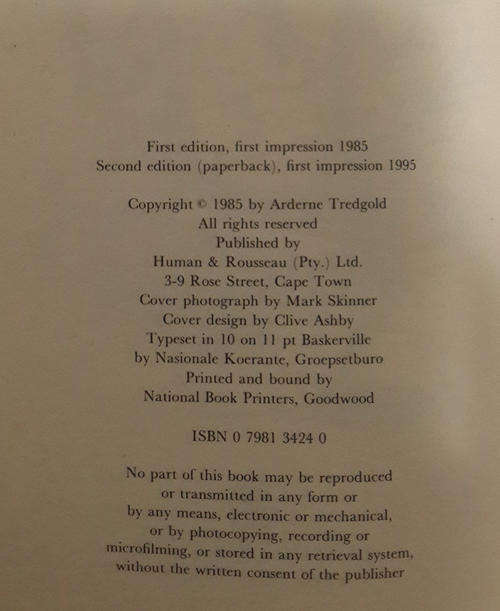 First edition, first impression 1985
Second edition (paperback), first impression 1995
Copyright © 1985 by Arderne Tredgold
All rights reserved
Published by
Human & Rousseau (Pty.) Ltd.
3-9 Rose Street, Cape Town
Cover photograph by Mark Skinner
Cover design by Clive Ashby
Typeset in 10 on 11 pt Baskerville
by Nasionale Koerante, Groepsetburo
Printed and bound by
National Book Printers, Goodwood
ISBN 0 7981 3424 0
No part of this book may be reproduced
or transmitted in any form or
by any means, electronic or mechanical,
or by photocopying, recording or
microfilming, or stored in any retrieval system,
without the written consent of the publisher